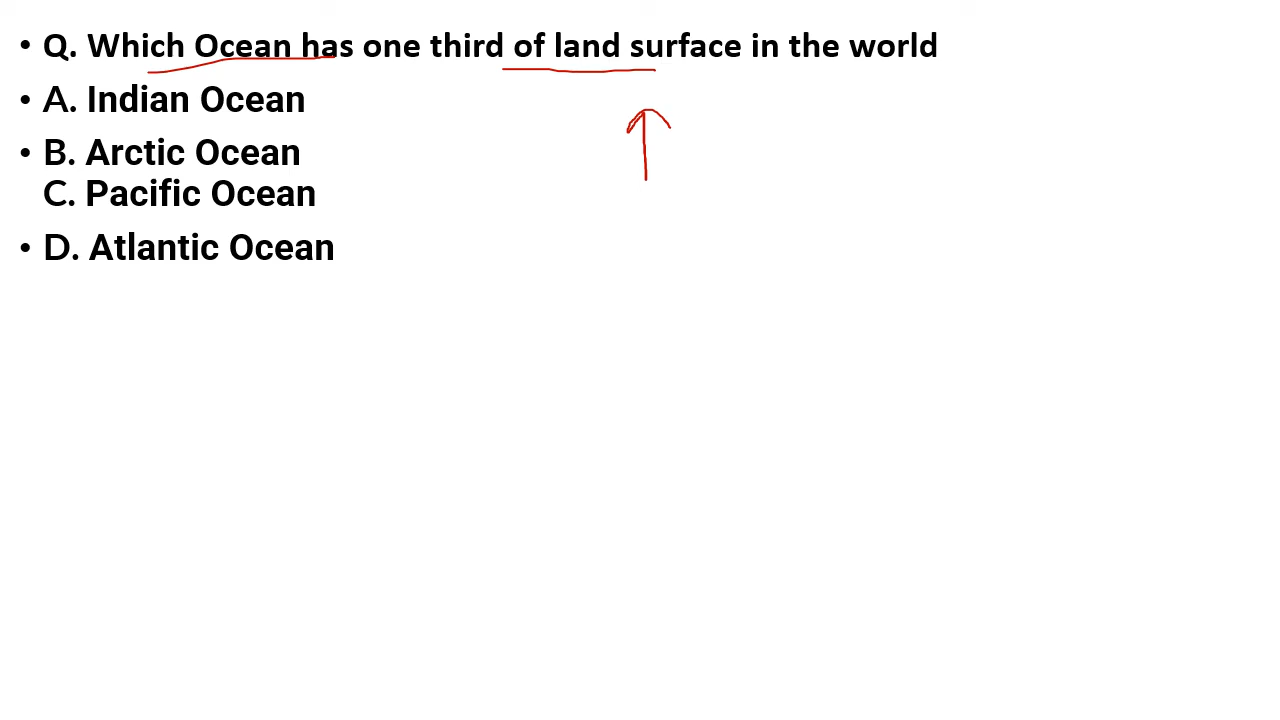 • Q. Which Ocean has one third of land surface in the world
• A. Indian Ocean
• B. Arctic Ocean
C. Pacific Ocean
• D. Atlantic Ocean